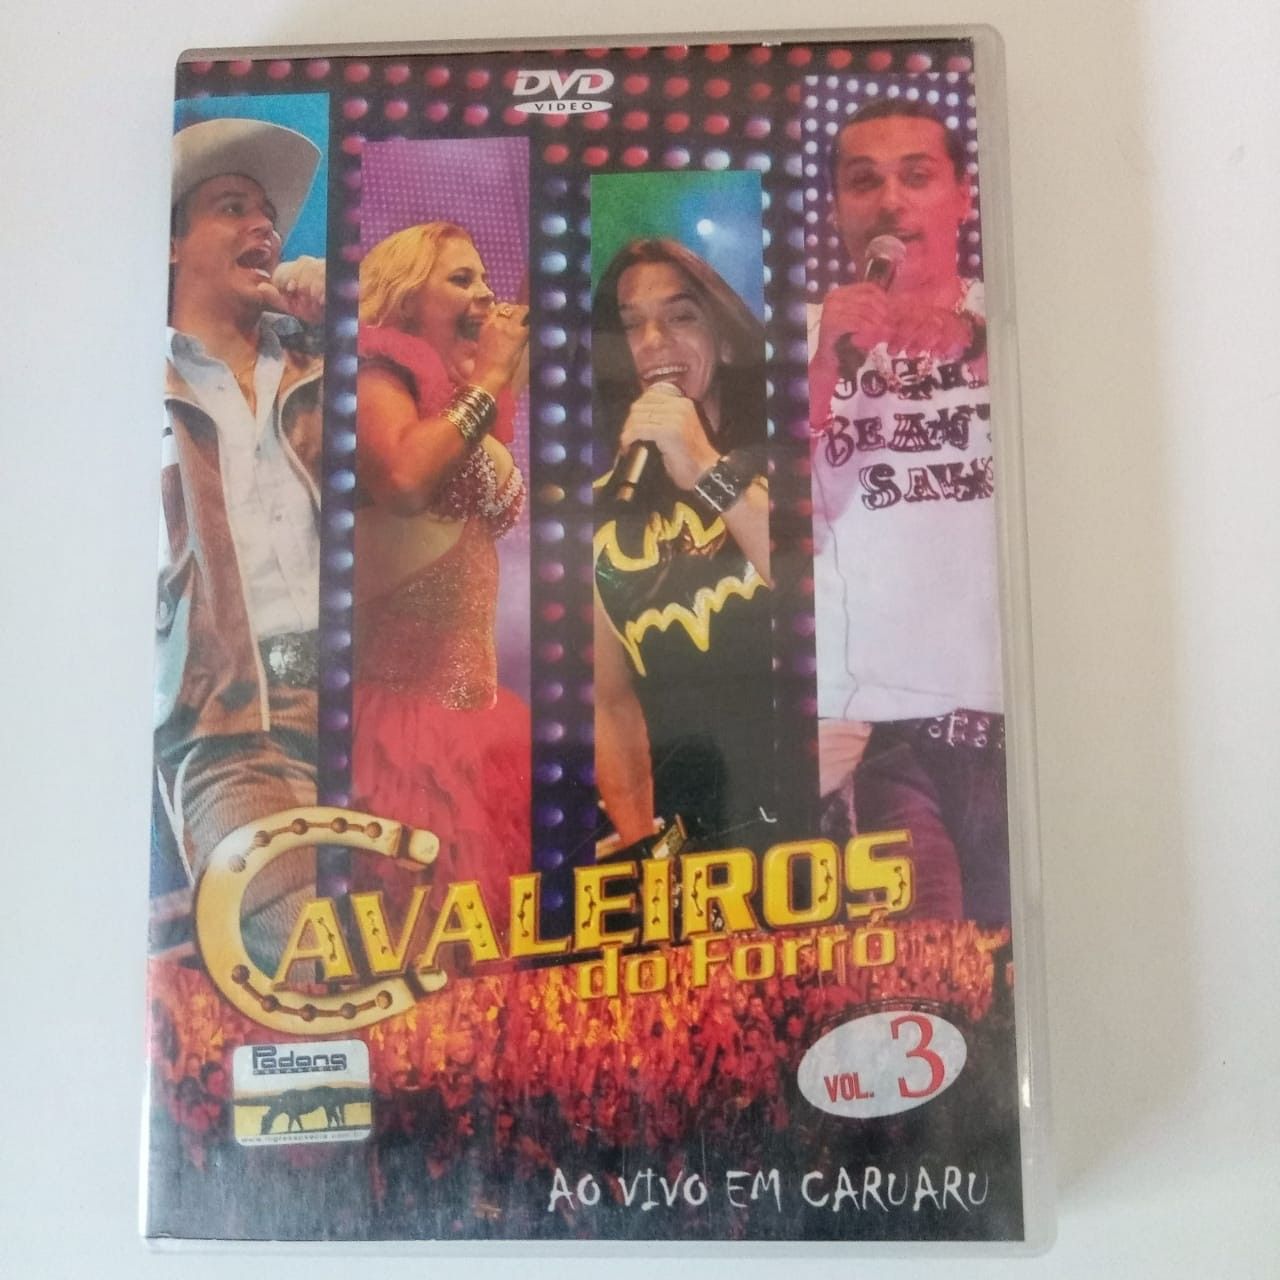 DVD
VIDEO
CAVALEIROS
do Forró
VOL. 3
Padang
AO VIVO EM CARUARU